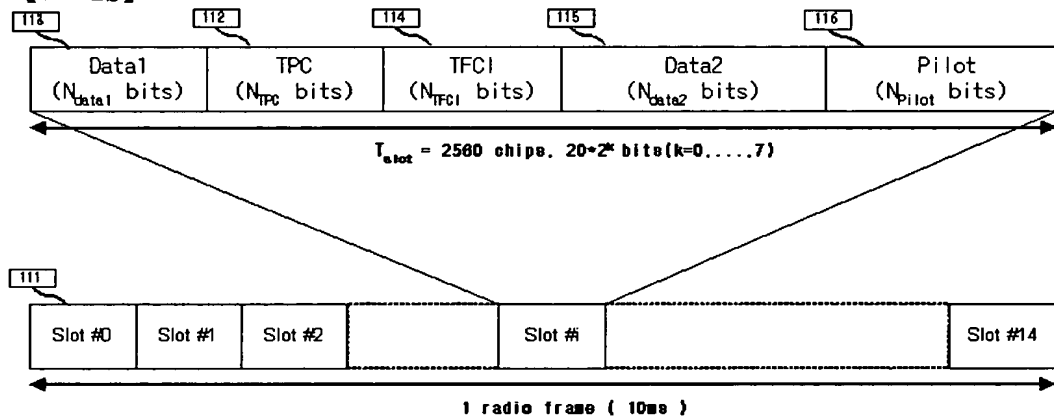 113 112 114 115 116
Data1 TPC TFCI Data2 Pilot
(N_data1 bits) (N_TPC bits) (N_TFCI bits) (N_data2 bits) (N_Pilot bits)
T_slot = 2560 chips, 20*2^k bits(k=0,....,7)
111
Slot #0 Slot #1 Slot #2 Slot #i Slot #14
1 radio frame ( 10ms )